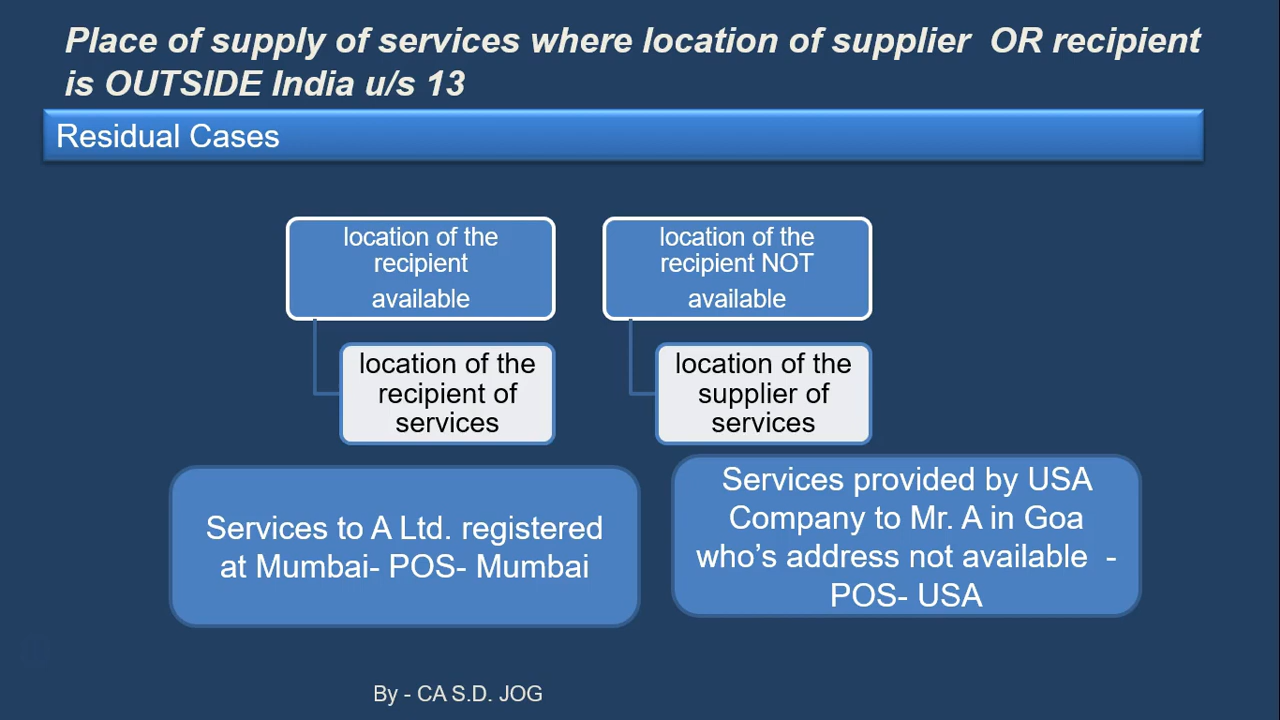 Place of supply of services where location of supplier OR recipient
is OUTSIDE India u/s 13
Residual Cases
location of the
recipient
available
location of the
recipient NOT
available
location of the
recipient of
services
location of the
supplier of
services
Services to A Ltd. registered
at Mumbai- POS- Mumbai
Services provided by USA
Company to Mr. A in Goa
who's address not available -
POS- USA
By - CA S.D. JOG